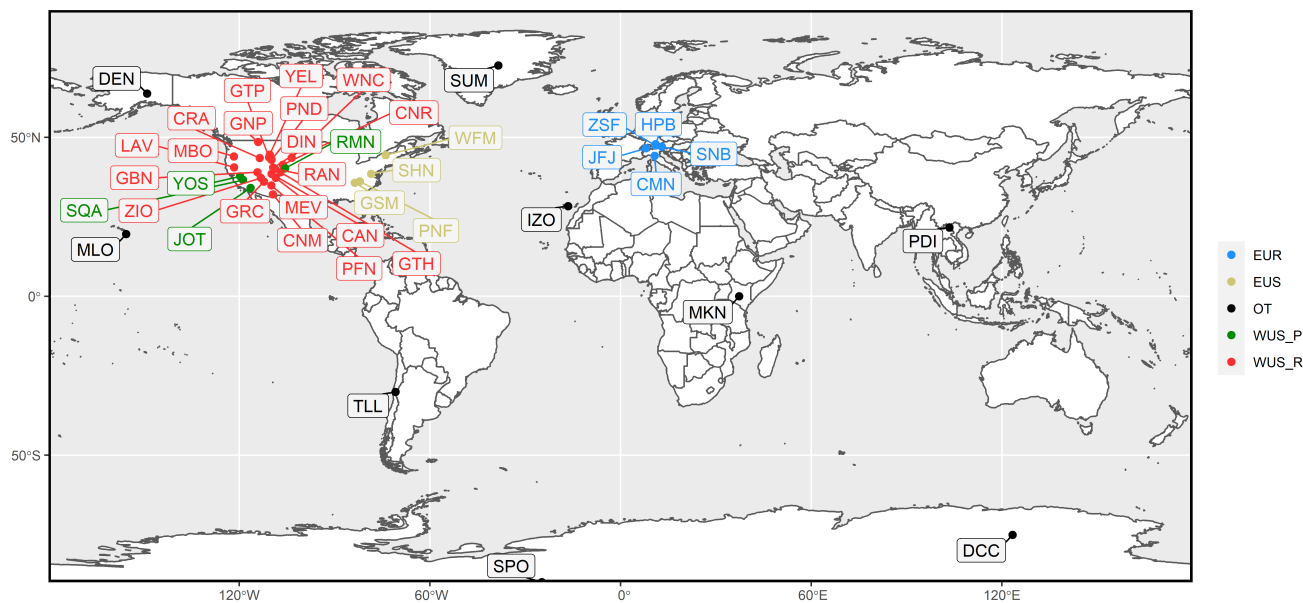 DEN
YEL
WNC
SUM
GTP
CRA
PND
CNR
GNP
ZSF
HPB
50°N
LAV
MBO
DIN
RMN
WFM
JFJ
SNB
GBN
YOS
RAN
SHN
CMN
SQA
ZIO
GRC
MEV
GSM
IZO
JOT
CNM
CAN
PNF
PDI
MLO
PFN
GTH
EUR
EUS
0°
MKN
OT
WUS_P
WUS_R
TLL
50°S
DCC
SPO
120°W
60°W
0°
60°E
120°E